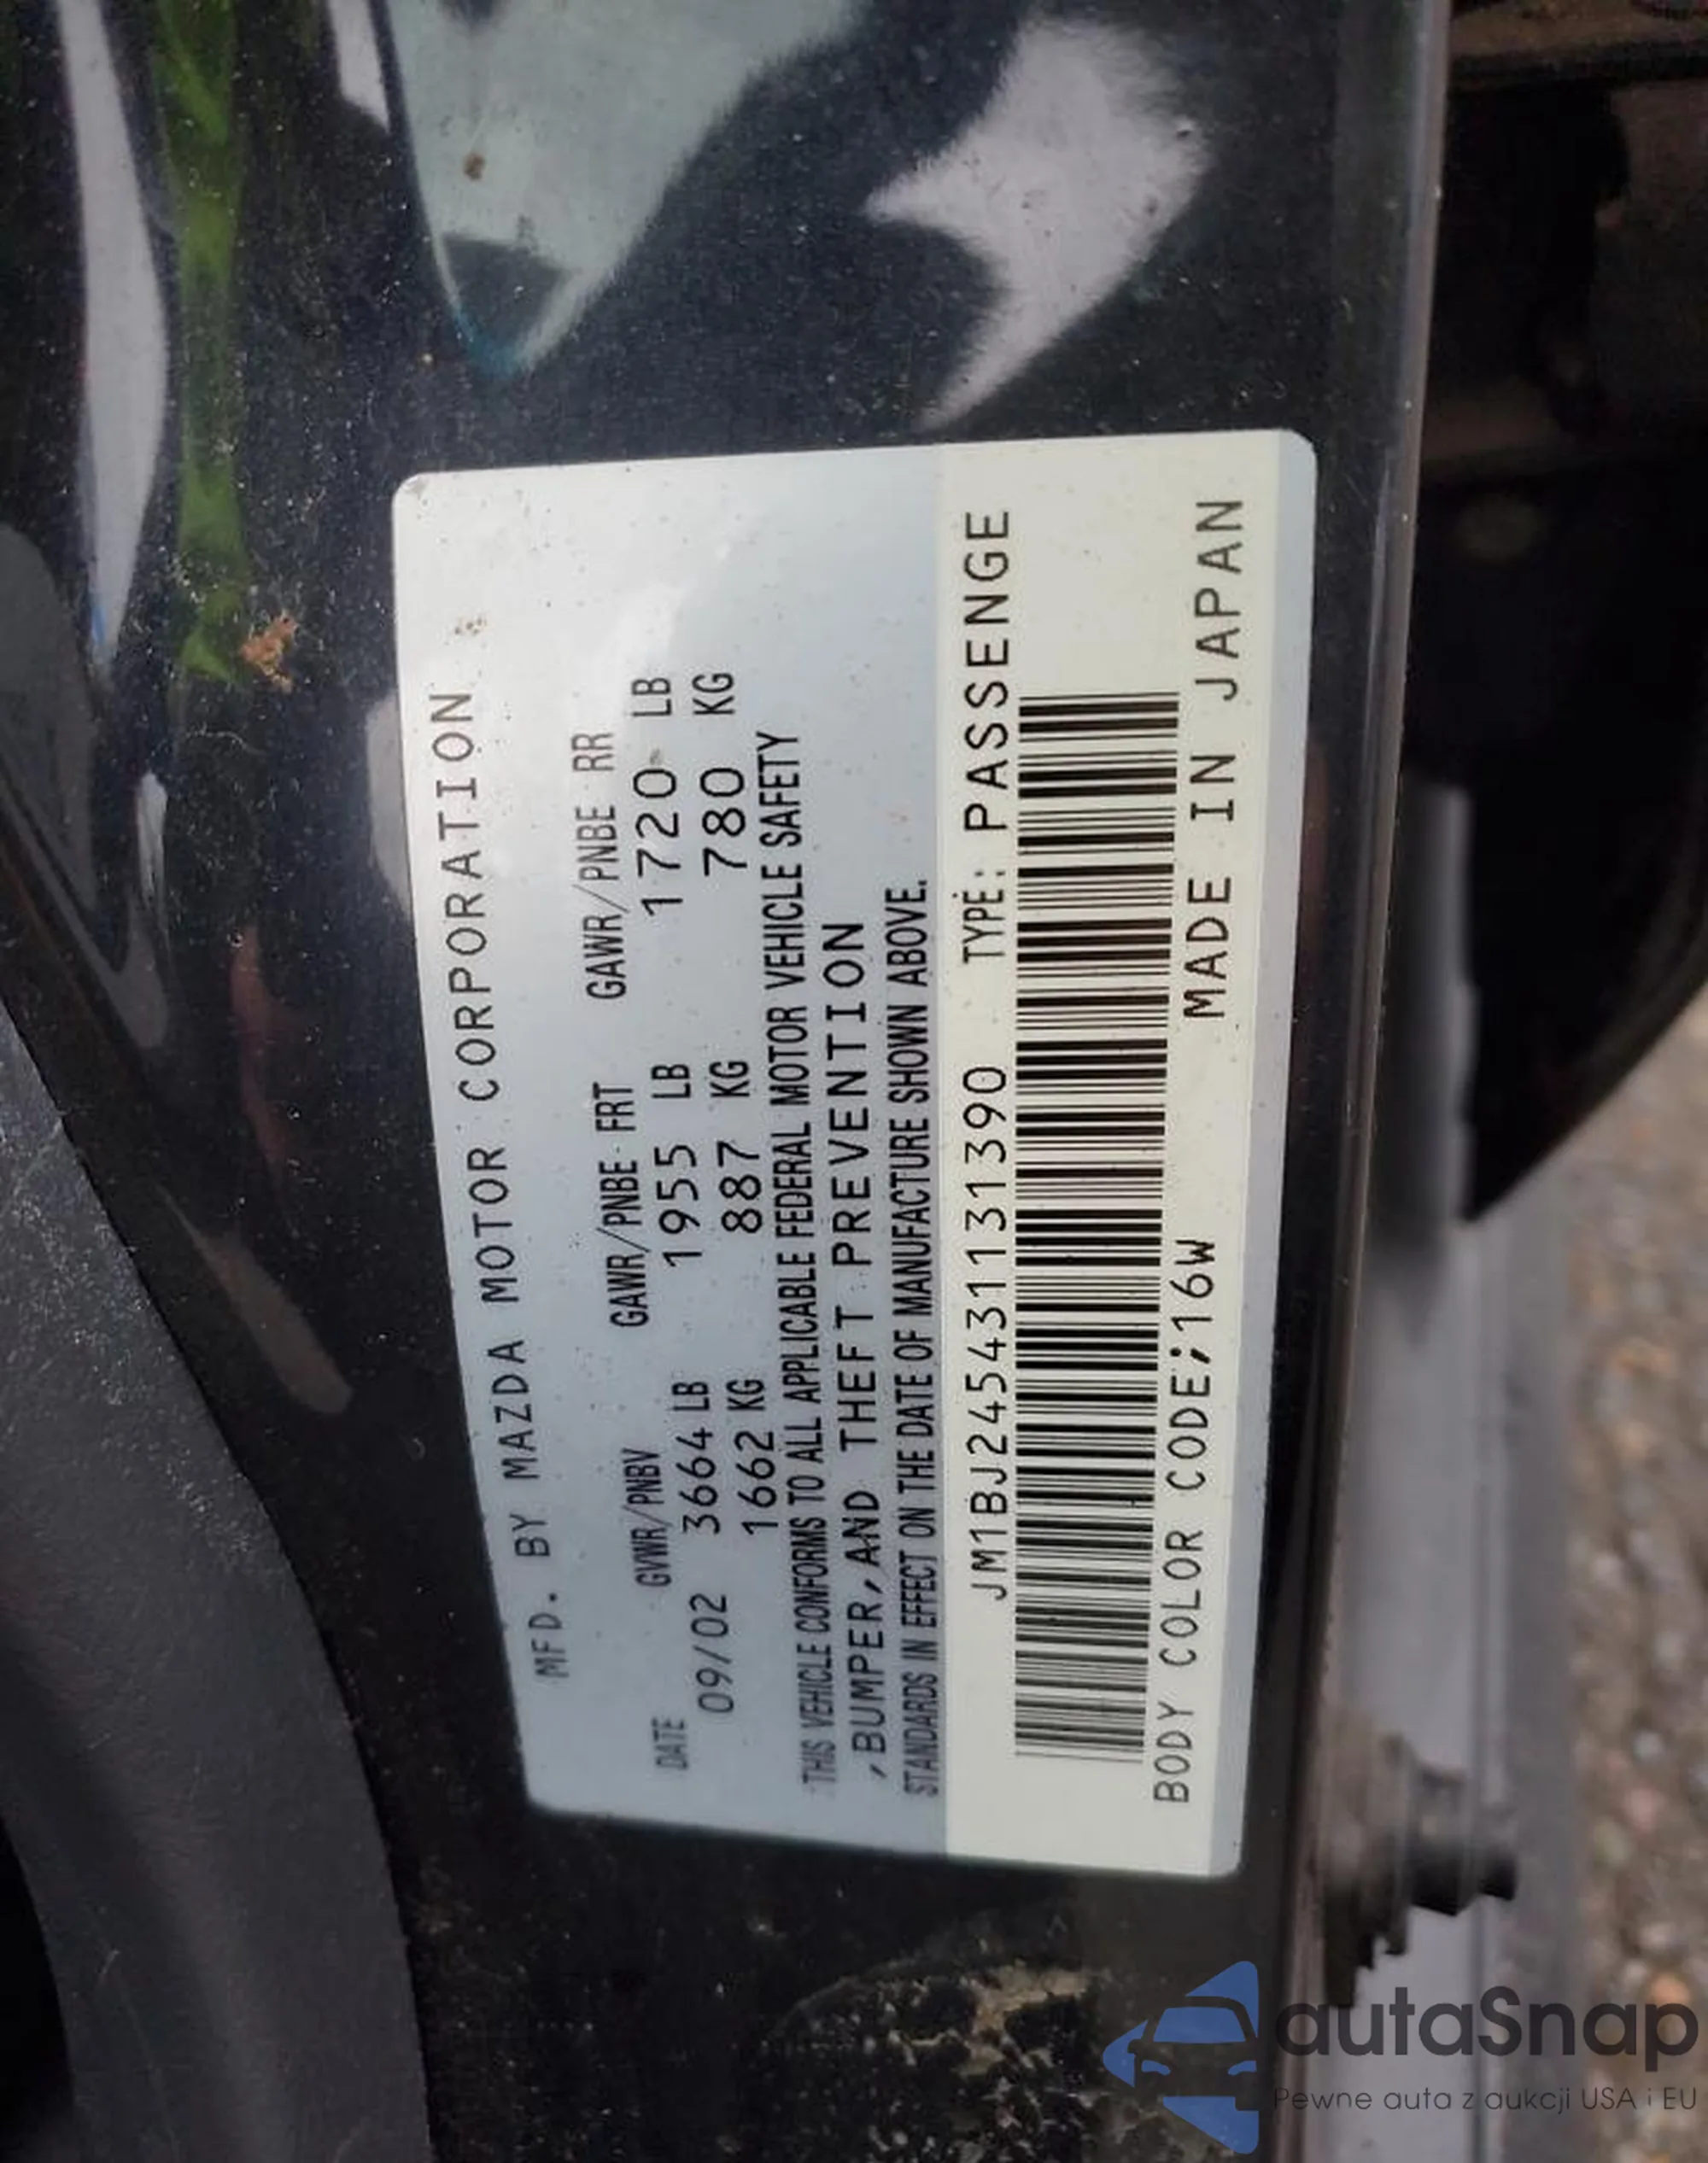 MFD. BY MAZDA MOTOR CORPORATION
DATE GVWR/PNBV GAWR/PNBE FRT GAWR/PNBE RR
09/02 3664 LB 1955 LB 1720 LB
1662 KG 887 KG 780 KG
THIS VEHICLE CONFORMS TO ALL APPLICABLE FEDERAL MOTOR VEHICLE SAFETY
,BUMPER,AND THEFT PREVENTION
STANDARDS IN EFFECT ON THE DATE OF MANUFACTURE SHOWN ABOVE.
JM1BJ245431131390 TYPE: PASSENGE
BODY COLOR CODE;16W MADE IN JAPAN
autaSnap
Pewne auta z aukcji USA i EU